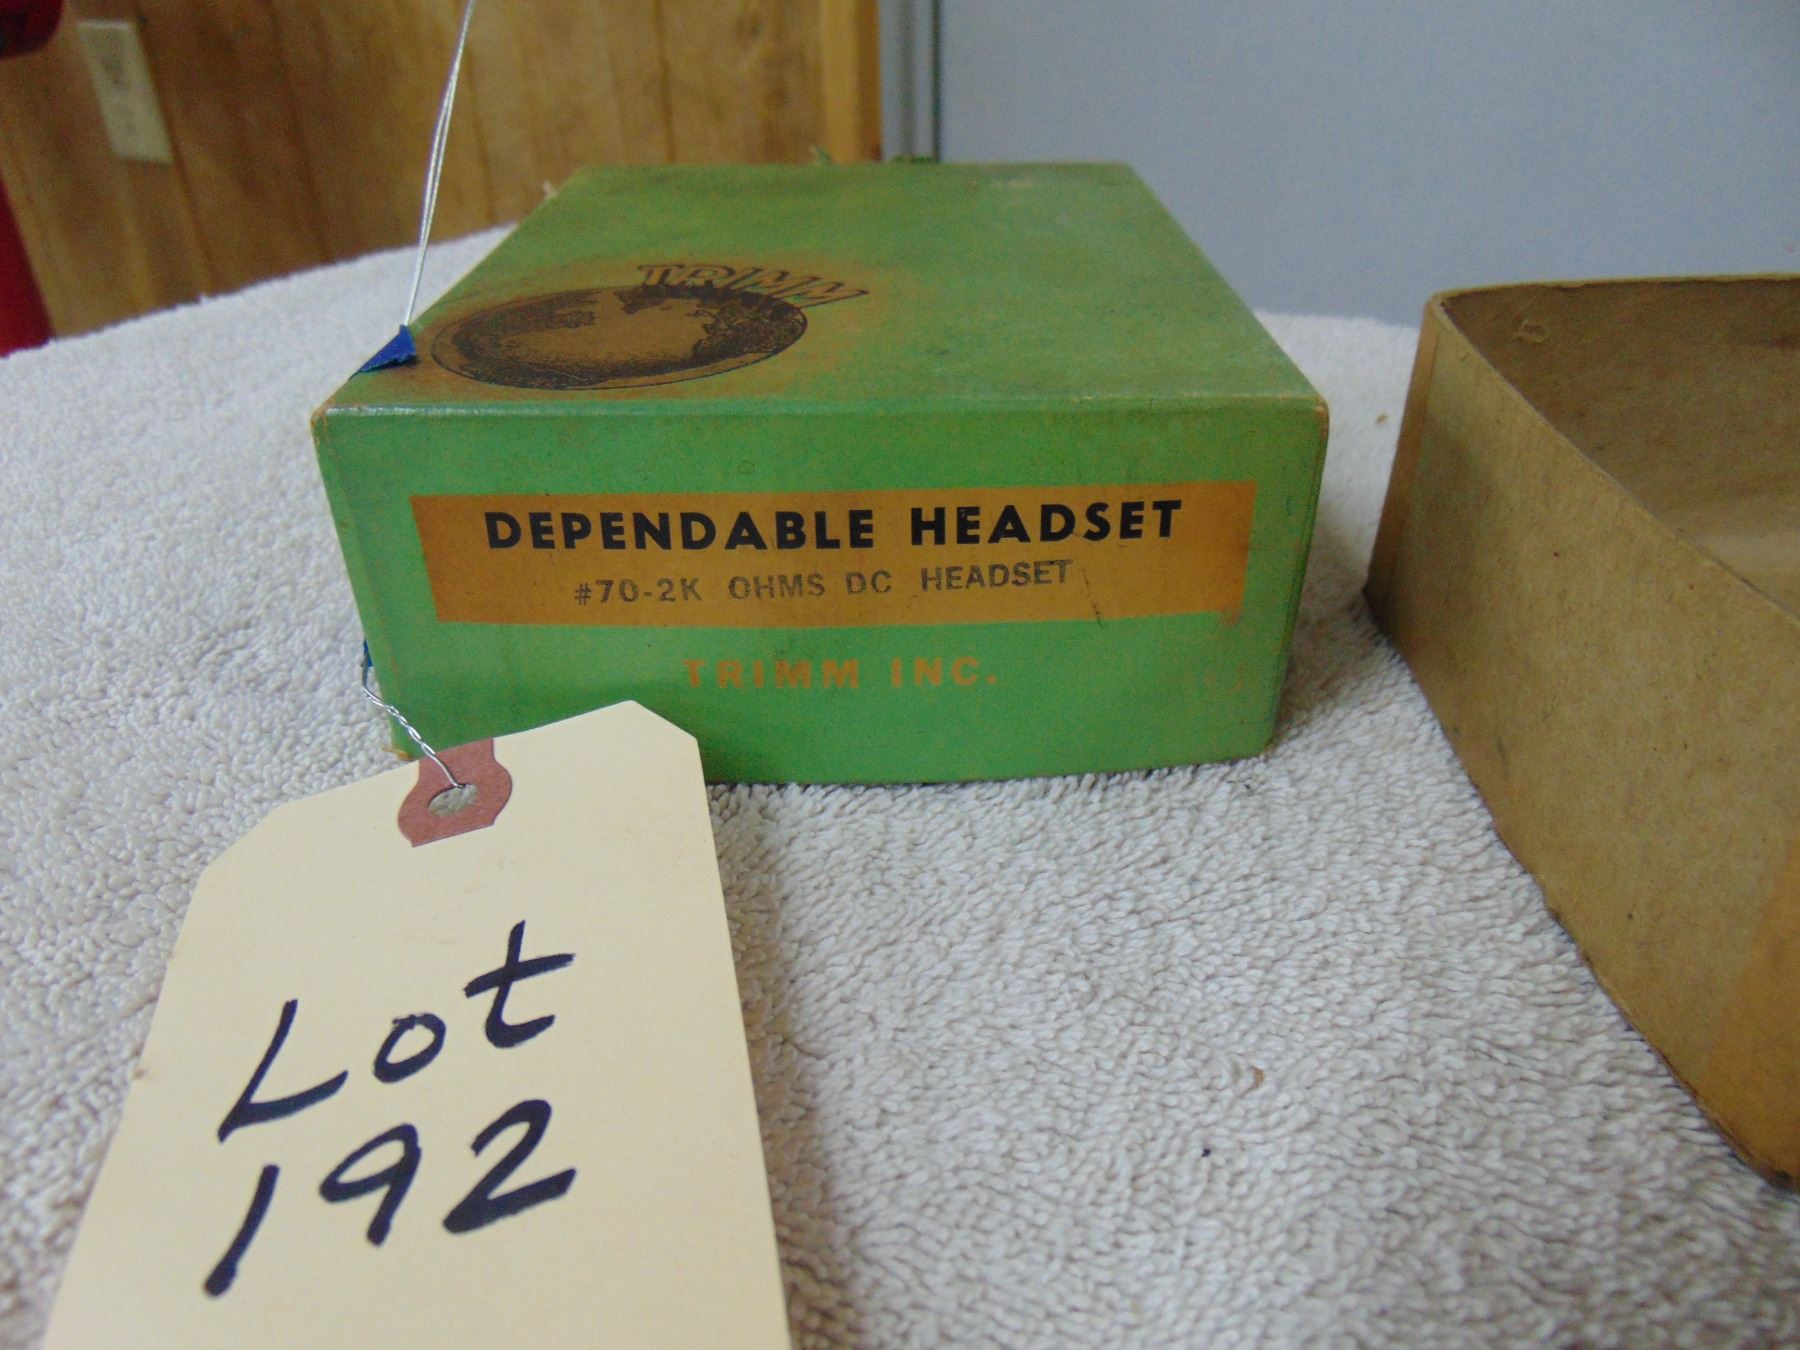 TRIMM
DEPENDABLE HEADSET
#70-2K OHMS DC HEADSET
TRIMM INC.
Lot
192